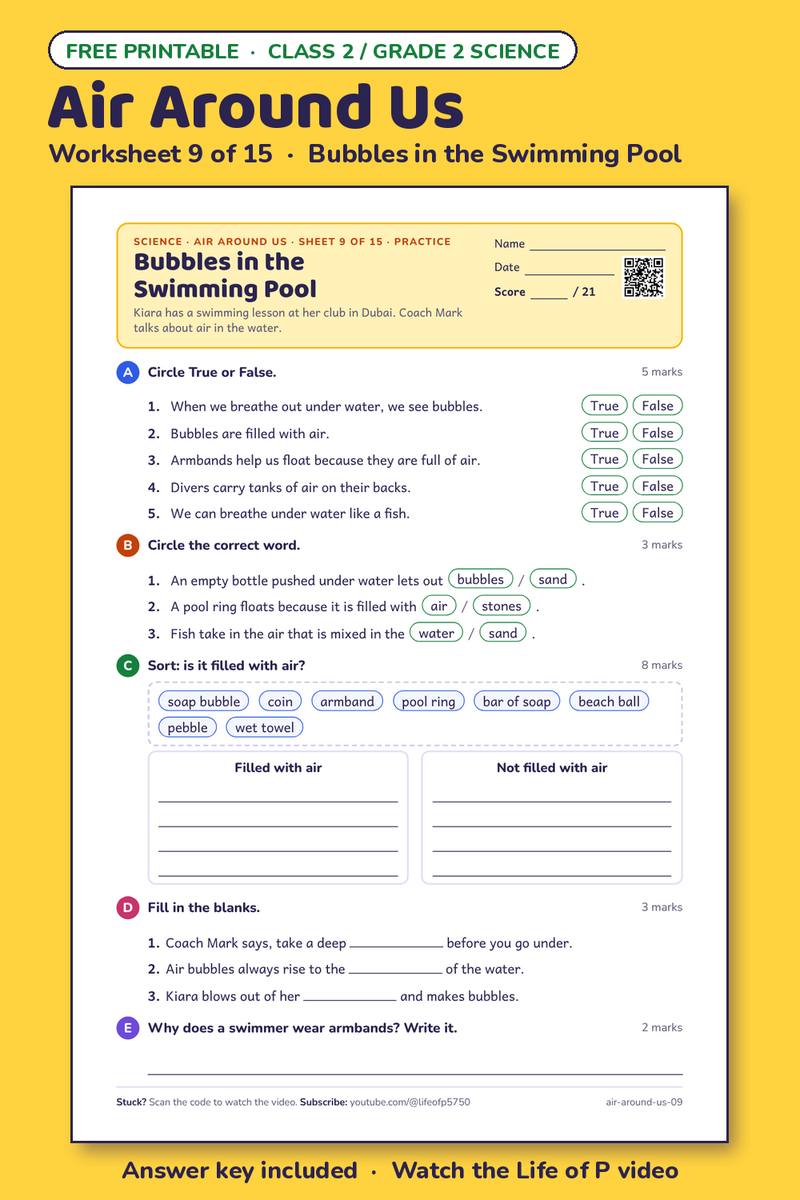 FREE PRINTABLE · CLASS 2 / GRADE 2 SCIENCE
Air Around Us
Worksheet 9 of 15 · Bubbles in the Swimming Pool
SCIENCE · AIR AROUND US · SHEET 9 OF 15 · PRACTICE
Bubbles in the
Swimming Pool
Kiara has a swimming lesson at her club in Dubai. Coach Mark
talks about air in the water.
Name ______
Date ______
Score ______ / 21
A Circle True or False. 5 marks
1. When we breathe out under water, we see bubbles. True False
2. Bubbles are filled with air. True False
3. Armbands help us float because they are full of air. True False
4. Divers carry tanks of air on their backs. True False
5. We can breathe under water like a fish. True False
B Circle the correct word. 3 marks
1. An empty bottle pushed under water lets out bubbles / sand .
2. A pool ring floats because it is filled with air / stones .
3. Fish take in the air that is mixed in the water / sand .
C Sort: is it filled with air? 8 marks
soap bubble coin armband pool ring bar of soap beach ball
pebble wet towel
Filled with air Not filled with air
D Fill in the blanks. 3 marks
1. Coach Mark says, take a deep ______ before you go under.
2. Air bubbles always rise to the ______ of the water.
3. Kiara blows out of her ______ and makes bubbles.
E Why does a swimmer wear armbands? Write it. 2 marks
Stuck? Scan the code to watch the video. Subscribe: youtube.com/@lifeofp5750 air-around-us-09
Answer key included · Watch the Life of P video